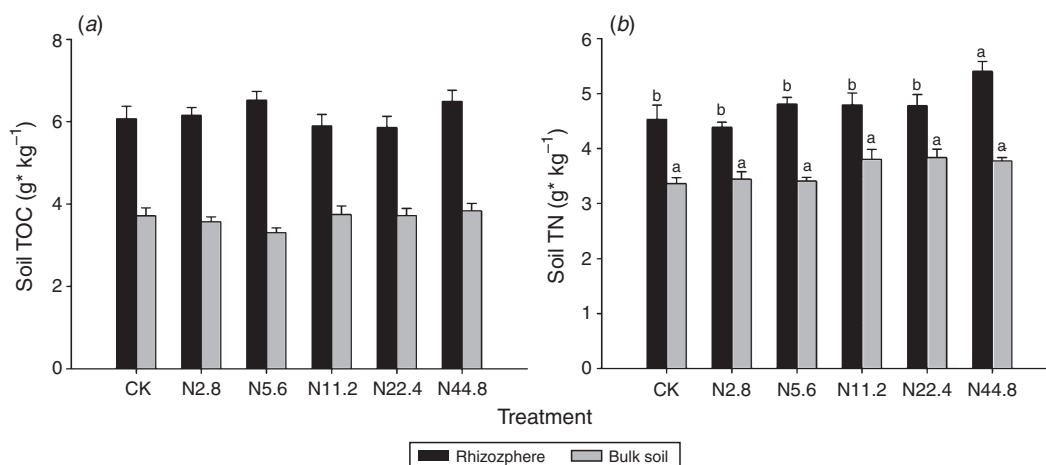 (a)
8
6
4
2
0
Soil TOC (g* kg⁻¹)
CK N2.8 N5.6 N11.2 N22.4 N44.8
(b)
6
5
4
3
2
1
0
Soil TN (g* kg⁻¹)
b a b a b a b a b a a a
CK N2.8 N5.6 N11.2 N22.4 N44.8
Treatment
Rhizozphere Bulk soil